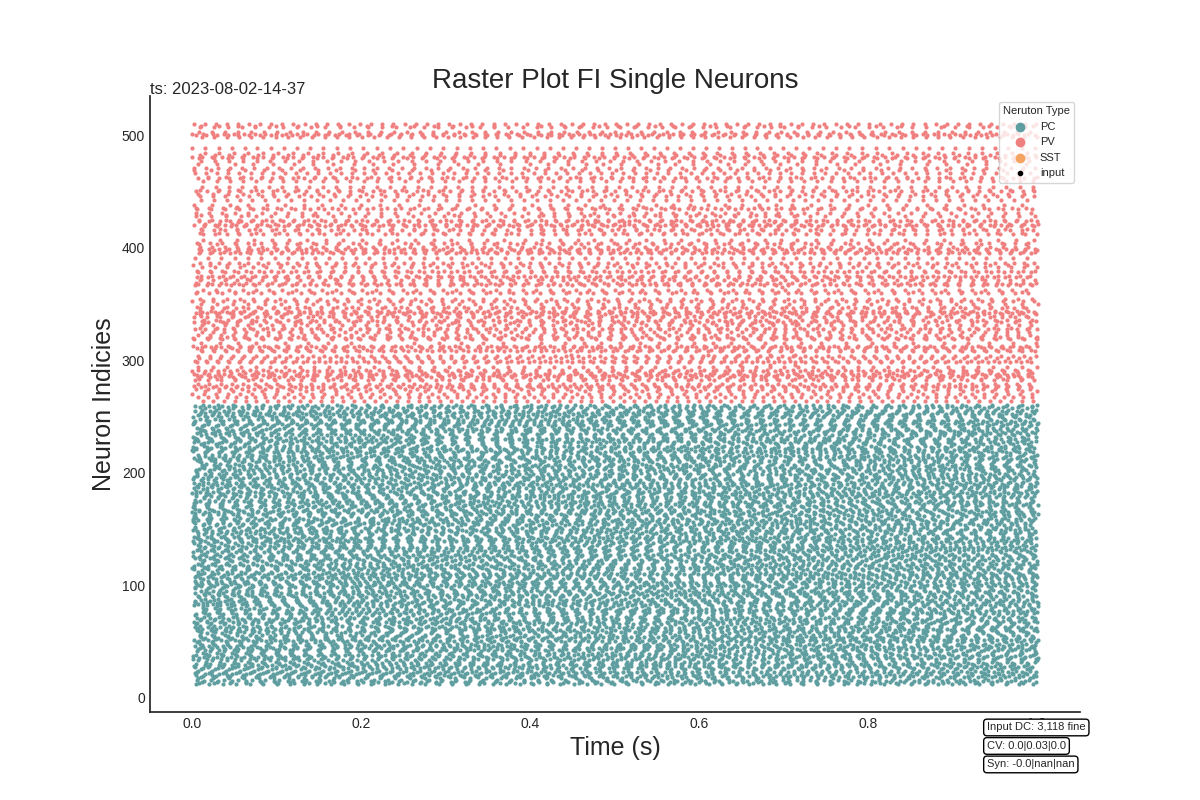 Raster Plot FI Single Neurons
ts: 2023-08-02-14-37
Neruton Type
PC
PV
SST
input
500
400
300
200
100
0
Neuron Indicies
0.0 0.2 0.4 0.6 0.8
Time (s)
Input DC: 3,118 fine
CV: 0.0|0.03|0.0
Syn: -0.0|nan|nan